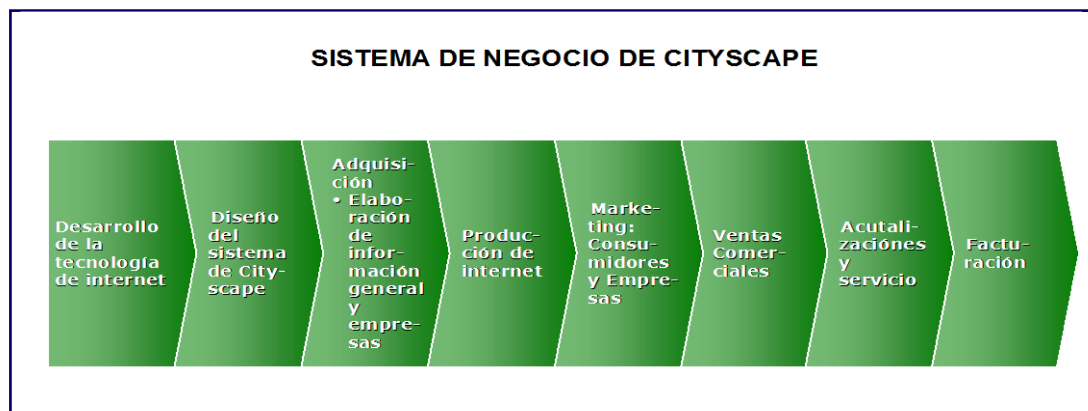 SISTEMA DE NEGOCIO DE CITYSCAPE
Desarrollo
de la
tecnología
de internet
Diseño
del
sistema
de City-
scape
Adquisi-
ción
• Elabo-
ración
de
infor-
mación
general
y
empre-
sas
Produc-
ción de
internet
Marke-
ting:
Consu-
midores
y Empre-
sas
Ventas
Comer-
ciales
Acutali-
zaciónes
y
servicio
Factu-
ración